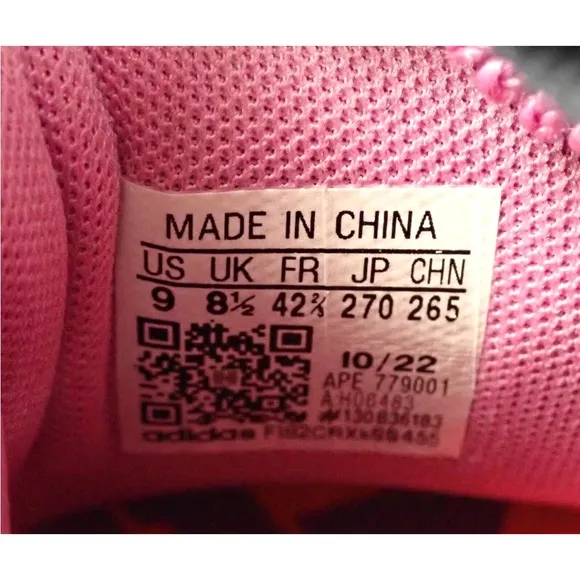 MADE IN CHINA
US UK FR JP CHN
9 8½ 42⅔ 270 265
10/22
APE 779001
adidas